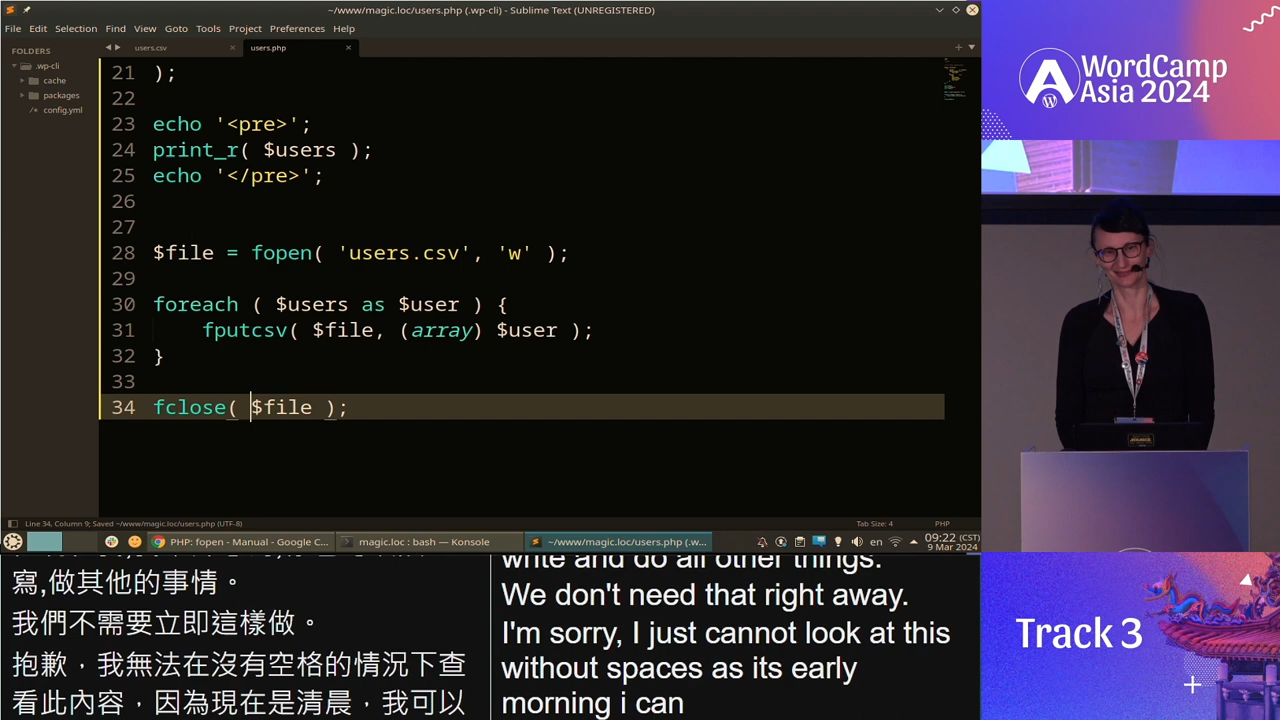 ~/www/magic.loc/users.php (.wp-cli) - Sublime Text (UNREGISTERED)
File Edit Selection Find View Goto Tools Project Preferences Help
FOLDERS
.wp-cli
cache
packages
config.yml
users.csv
users.php
21 );
22
23 echo '<pre>';
24 print_r( $users );
25 echo '</pre>';
26
27
28 $file = fopen( 'users.csv', 'w' );
29
30 foreach ( $users as $user ) {
31 fputcsv( $file, (array) $user );
32 }
33
34 fclose( $file );
Line 34, Column 9; Saved ~/www/magic.loc/users.php (UTF-8)
Tab Size: 4
PHP
PHP: fopen - Manual - Google C...
magic.loc : bash — Konsole
~/www/magic.loc/users.php (.w...
en
09:22 (CST)
9 Mar 2024
WordCamp
Asia 2024
寫,做其他的事情。
我們不需要立即這樣做。
抱歉，我無法在沒有空格的情況下查
看此內容，因為現在是清晨，我可以
write and do all other things.
We don't need that right away.
I'm sorry, I just cannot look at this
without spaces as its early
morning i can
Track 3